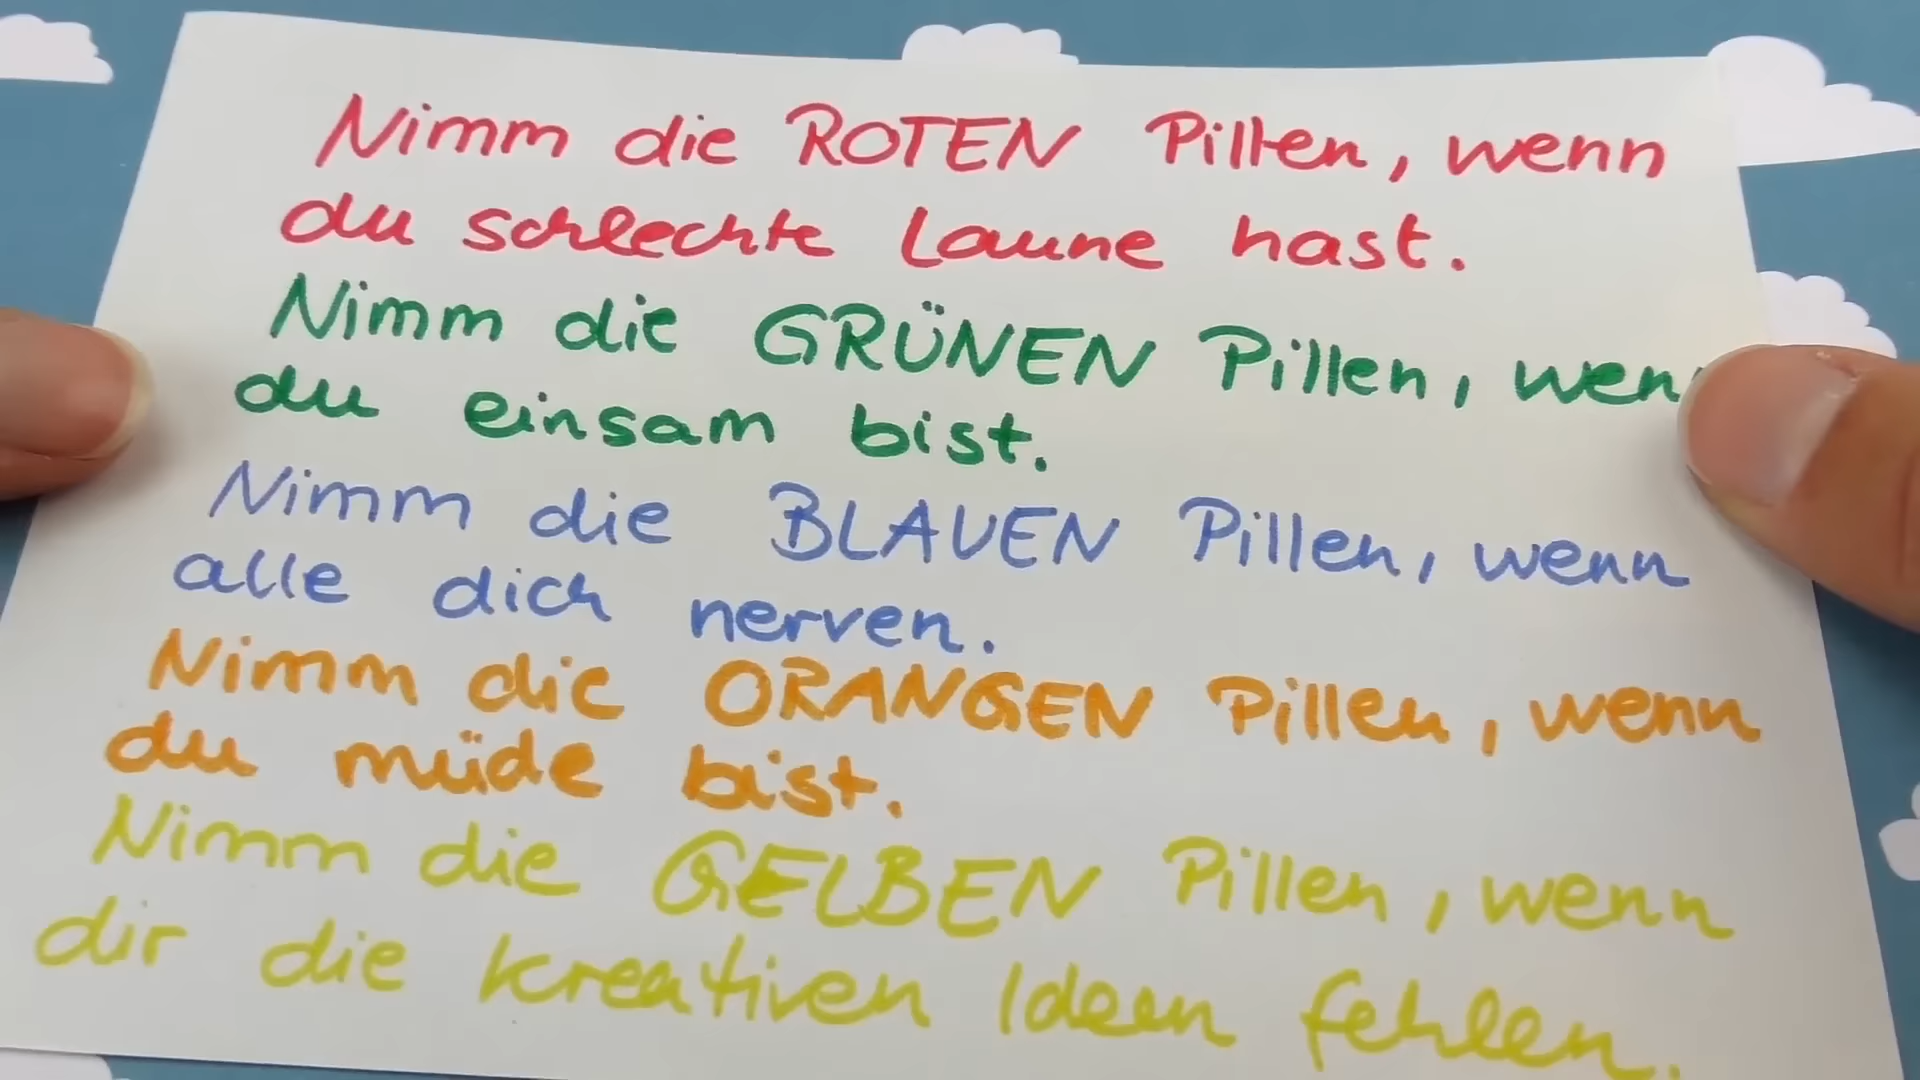 Nimm die ROTEN Pillen, wenn
du schlechte Laune hast.
Nimm die GRÜNEN Pillen, wen
du einsam bist.
Nimm die BLAUEN Pillen, wenn
alle dich nerven.
Nimm die ORANGEN Pillen, wenn
du müde bist.
Nimm die GELBEN Pillen, wenn
dir die kreativen Ideen fehlen.